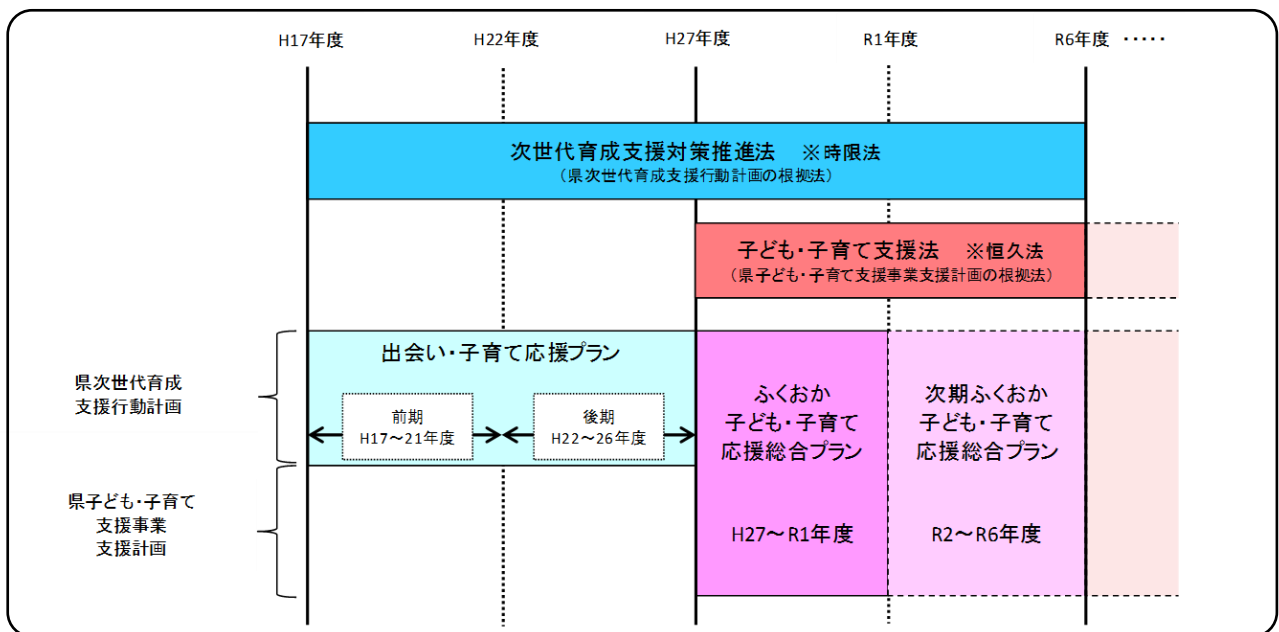 H17年度 H22年度 H27年度 R1年度 R6年度 ・・・・・
次世代育成支援対策推進法 ※時限法
（県次世代育成支援行動計画の根拠法）
子ども・子育て支援法 ※恒久法
（県子ども・子育て支援事業支援計画の根拠法）
県次世代育成
支援行動計画
出会い・子育て応援プラン
前期
H17～21年度
後期
H22～26年度
県子ども・子育て
支援事業
支援計画
ふくおか
子ども・子育て
応援総合プラン
H27～R1年度
次期ふくおか
子ども・子育て
応援総合プラン
R2～R6年度